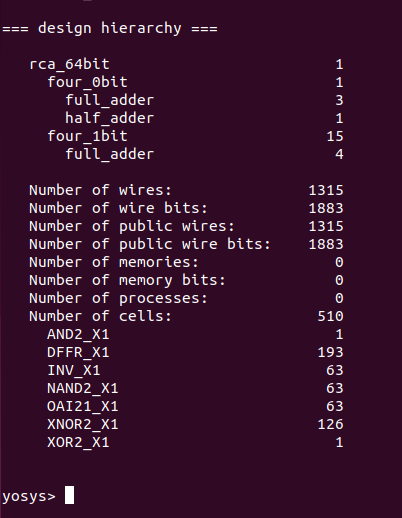 === design hierarchy ===
rca_64bit 1
four_0bit 1
full_adder 3
half_adder 1
four_1bit 15
full_adder 4
Number of wires: 1315
Number of wire bits: 1883
Number of public wires: 1315
Number of public wire bits: 1883
Number of memories: 0
Number of memory bits: 0
Number of processes: 0
Number of cells: 510
AND2_X1 1
DFFR_X1 193
INV_X1 63
NAND2_X1 63
OAI21_X1 63
XNOR2_X1 126
XOR2_X1 1
yosys>